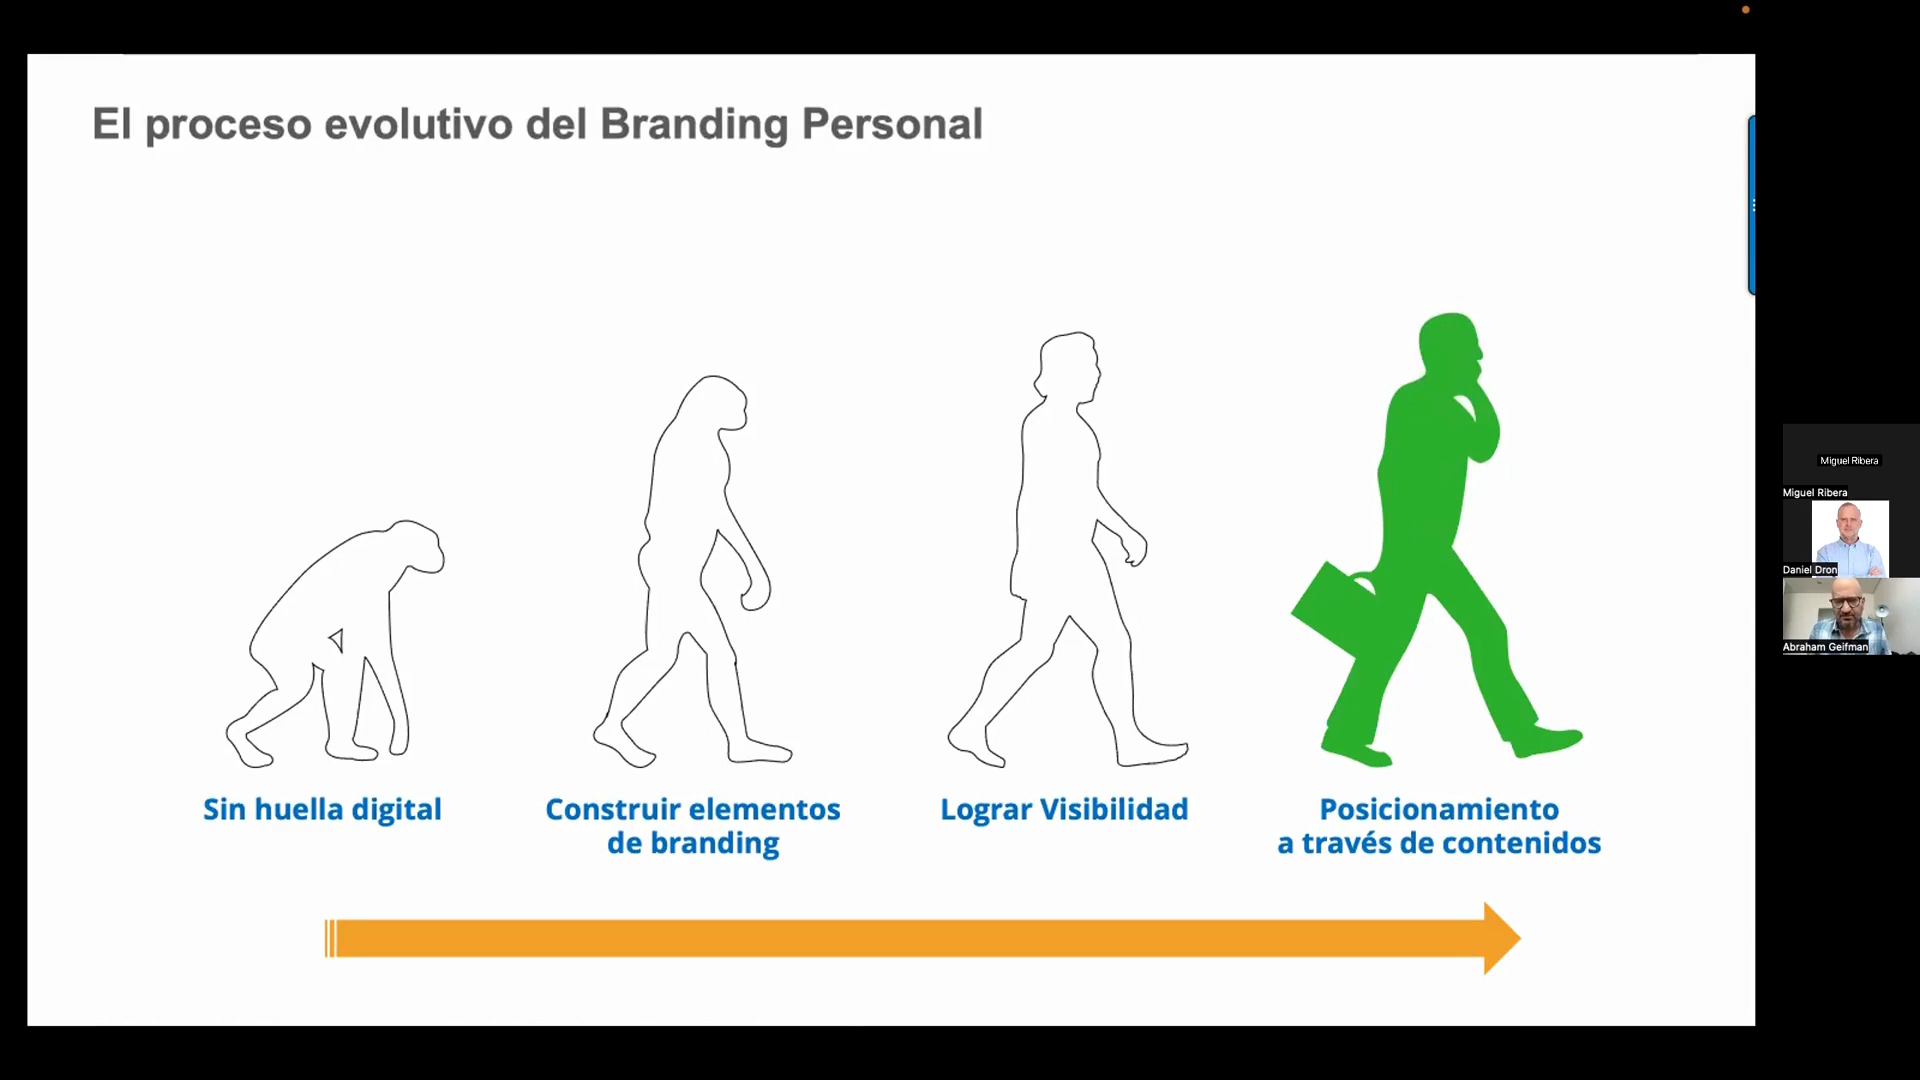 El proceso evolutivo del Branding Personal
Sin huella digital
Construir elementos
de branding
Lograr Visibilidad
Posicionamiento
a través de contenidos
Miguel Ribera
Miguel Ribera
Daniel Dron
Abraham Geifman